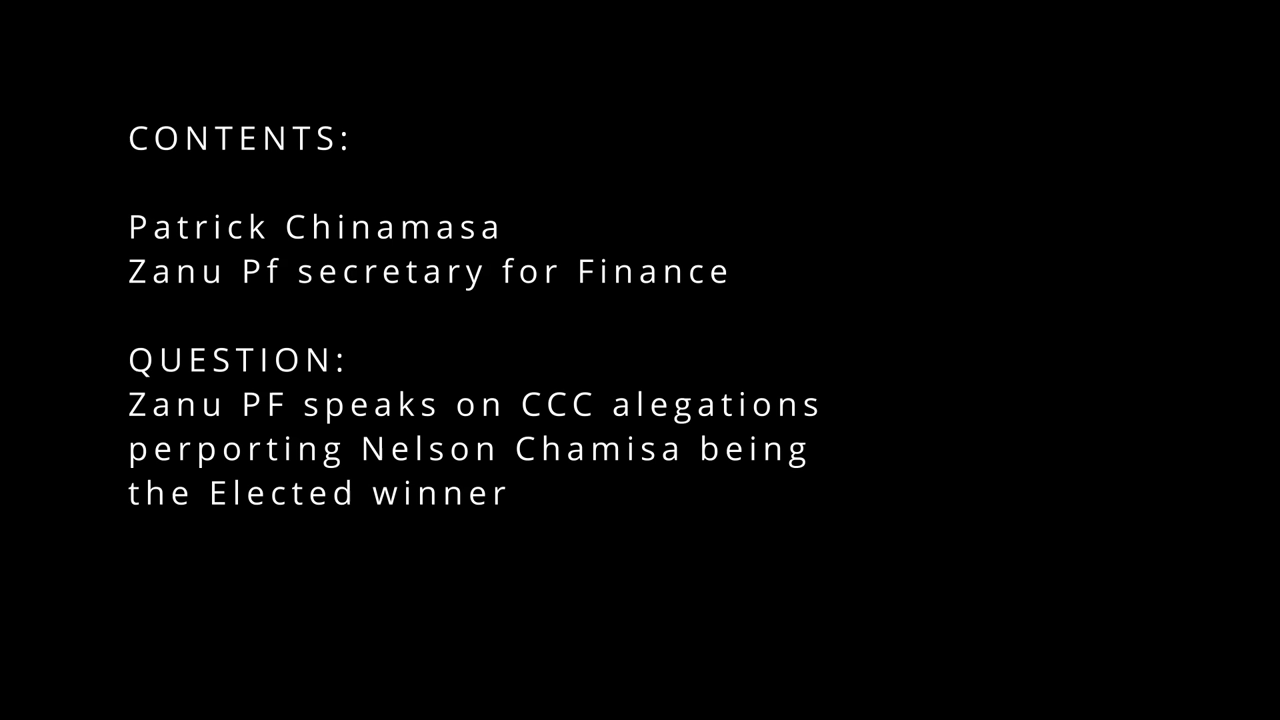 CONTENTS:
Patrick Chinamasa
Zanu Pf secretary for Finance
QUESTION:
Zanu PF speaks on CCC alegations
perporting Nelson Chamisa being
the Elected winner